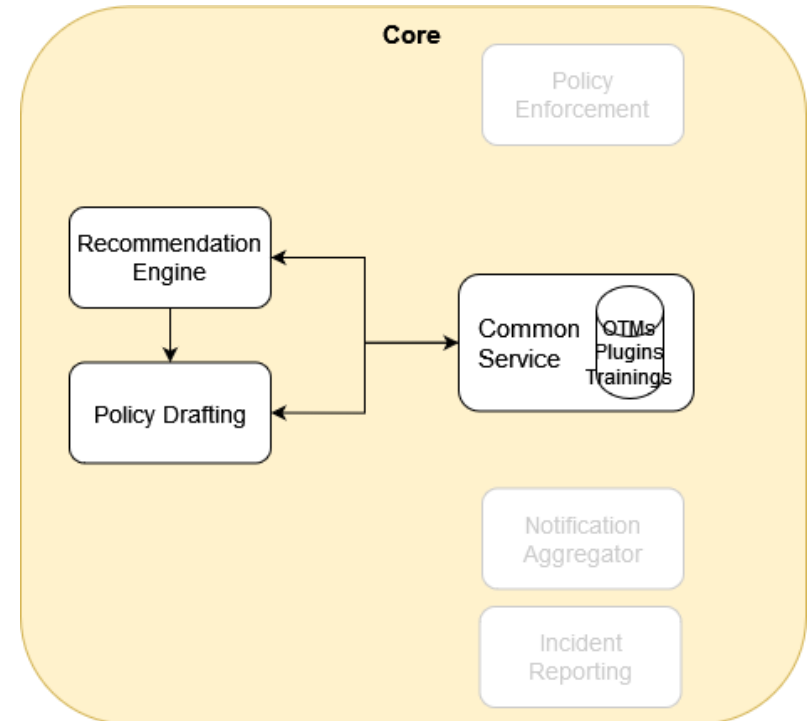 Core
Policy
Enforcement
Recommendation
Engine
Common
Service
OTMs
Plugins
Trainings
Policy Drafting
Notification
Aggregator
Incident
Reporting